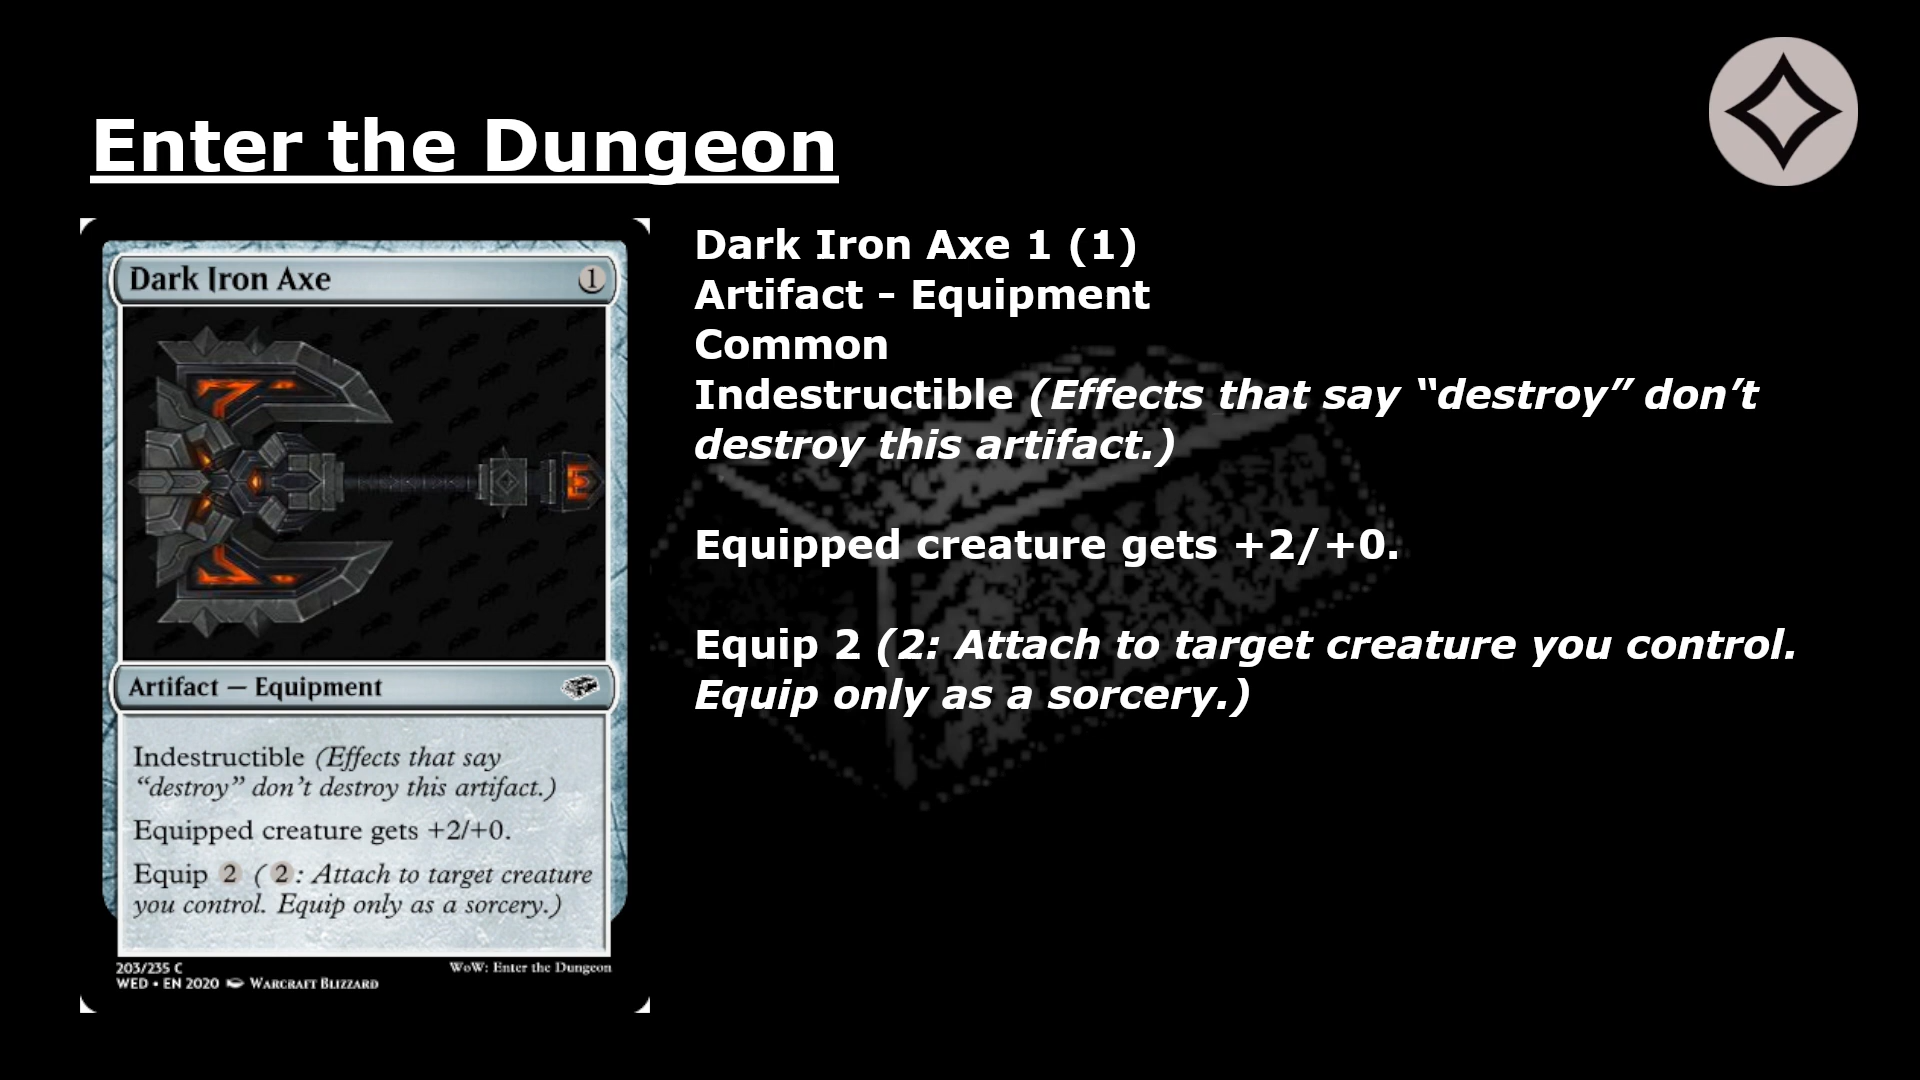 Enter the Dungeon
Dark Iron Axe 1
Artifact — Equipment
Indestructible (Effects that say
“destroy” don’t destroy this artifact.)
Equipped creature gets +2/+0.
Equip 2 ( 2: Attach to target creature
you control. Equip only as a sorcery.)
203/235 C
WED • EN 2020 Warcraft Blizzard
WoW: Enter the Dungeon
Dark Iron Axe 1 (1)
Artifact – Equipment
Common
Indestructible (Effects that say “destroy” don’t
destroy this artifact.)
Equipped creature gets +2/+0.
Equip 2 (2: Attach to target creature you control.
Equip only as a sorcery.)